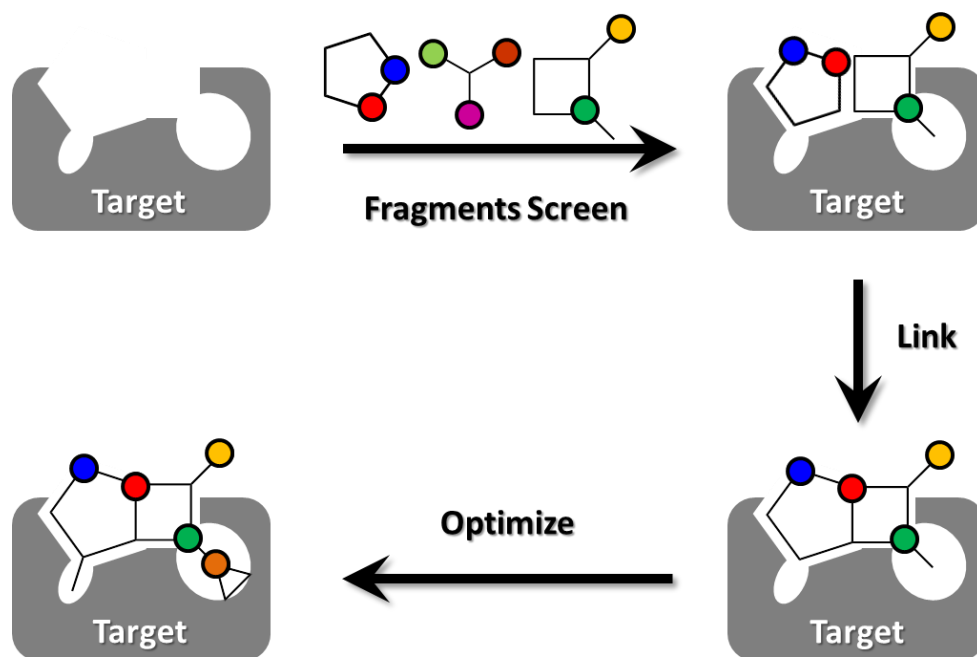 Target
Fragments Screen
Target
Link
Optimize
Target
Target